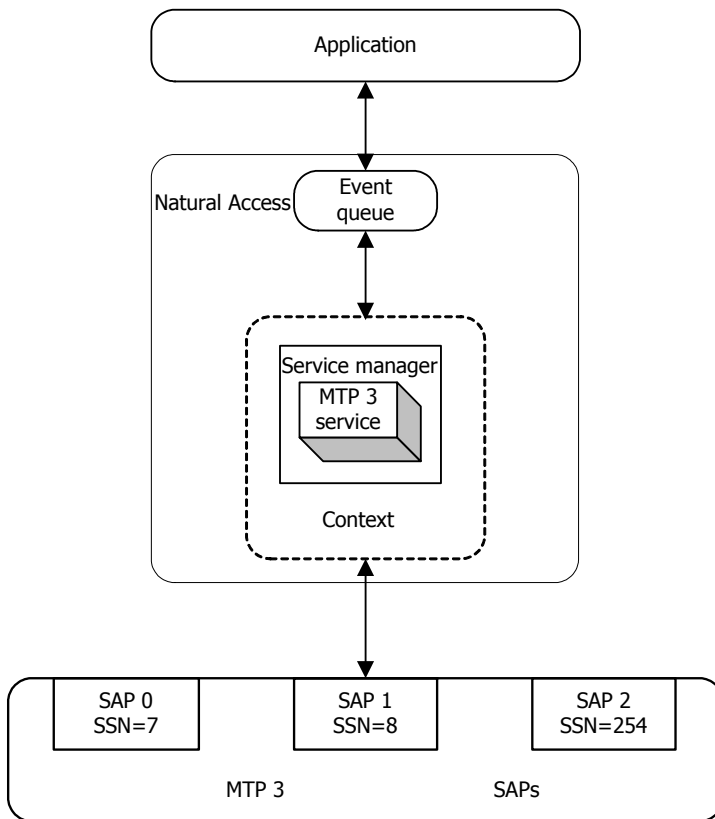 Application
Event
queue
Natural Access
Service manager
MTP 3
service
Context
SAP 0
SSN=7
SAP 1
SSN=8
SAP 2
SSN=254
MTP 3
SAPs